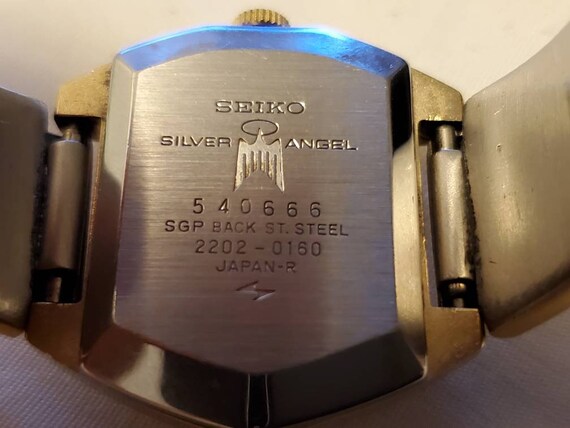 SEIKO
SILVER ANGEL
540666
SGP BACK ST. STEEL
2202-0160
JAPAN-R